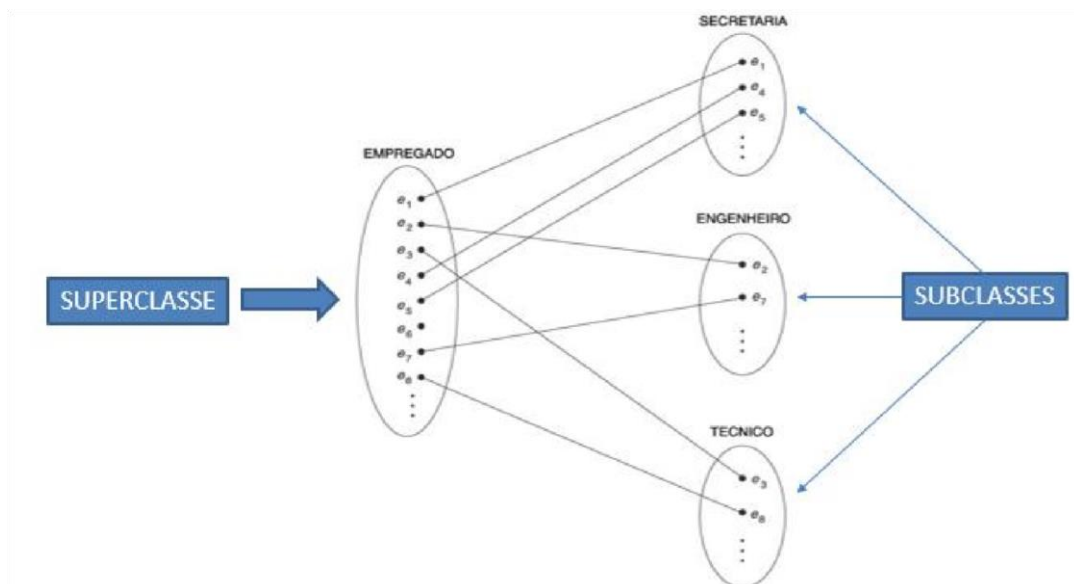 SECRETARIA
e1
e4
e5
EMPREGADO
e1
e2
e3
e4
e5
e6
e7
e8
ENGENHEIRO
e2
e7
SUPERCLASSE
SUBCLASSES
TECNICO
e3
e8